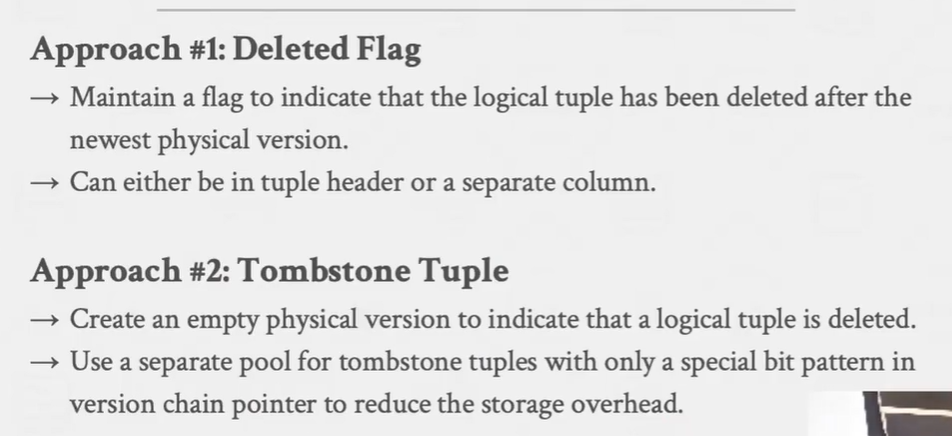 Approach #1: Deleted Flag
→ Maintain a flag to indicate that the logical tuple has been deleted after the
newest physical version.
→ Can either be in tuple header or a separate column.
Approach #2: Tombstone Tuple
→ Create an empty physical version to indicate that a logical tuple is deleted.
→ Use a separate pool for tombstone tuples with only a special bit pattern in
version chain pointer to reduce the storage overhead.